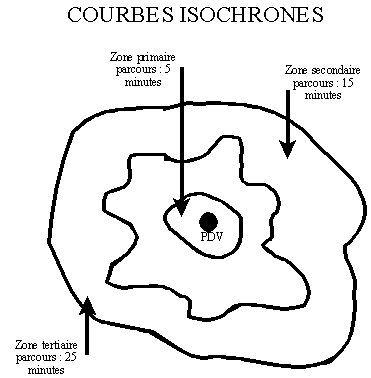 COURBES ISOCHRONES
Zone primaire
parcours : 5
minutes
Zone secondaire
parcours : 15
minutes
PDV
Zone tertiaire
parcours : 25
minutes